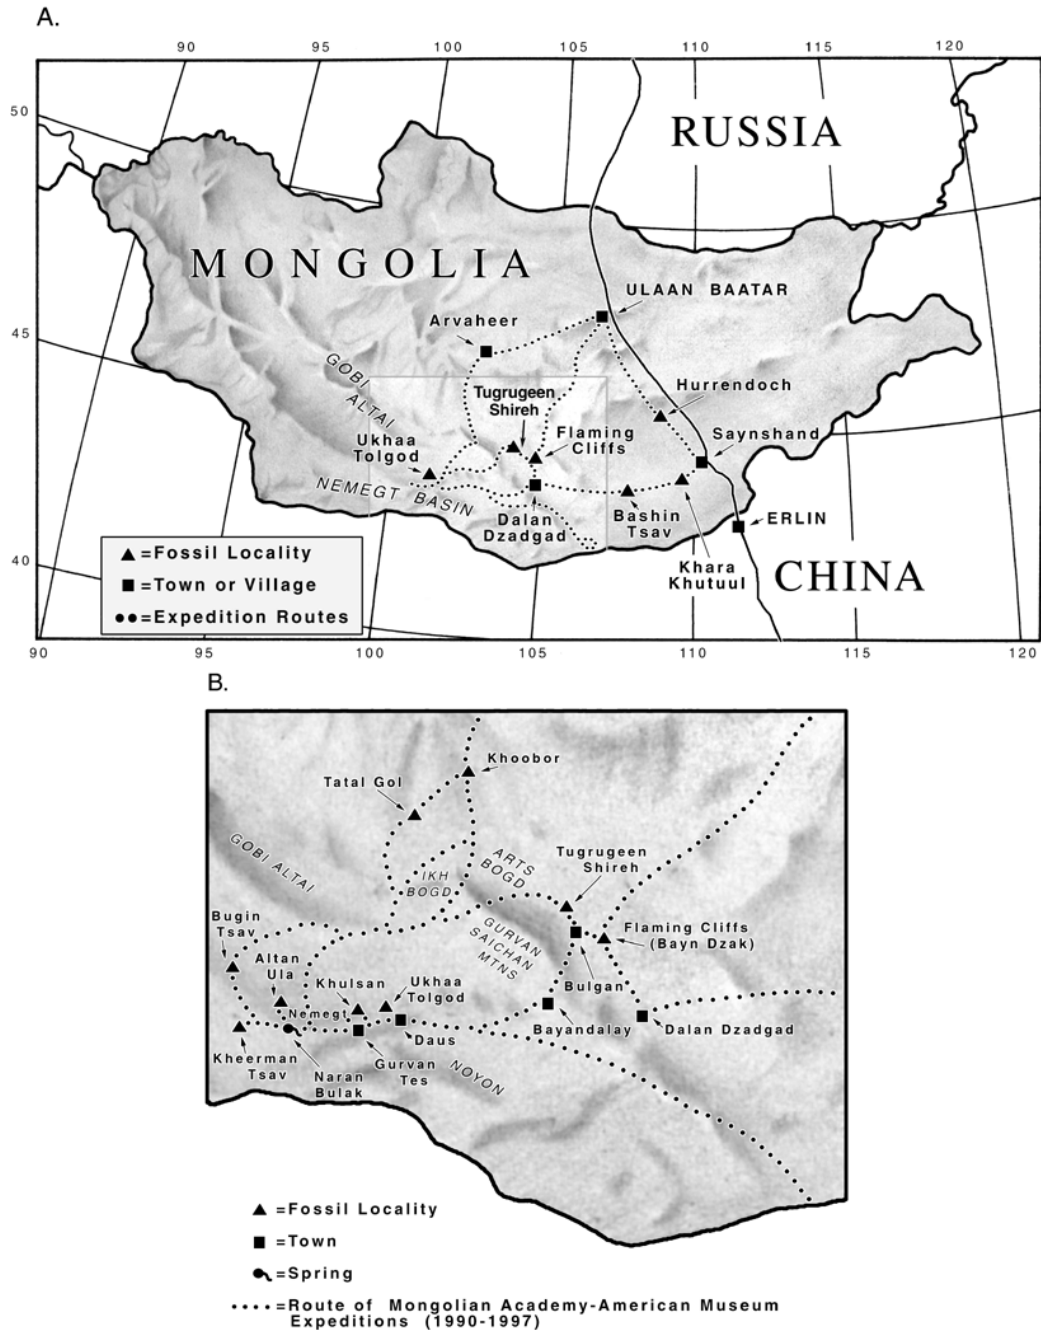 A.
90 95 100 105 110 115 120
50
RUSSIA
MONGOLIA
ULAAN BAATAR
Arvaheer
45
GOBI
ALTAI
Hurrendoch
Tugrugeen
Shireh
Flaming
Cliffs
Saynshand
Ukhaa
Tolgod
NEMEGT BASIN
Dalan
Dzadgad
Bashin
Tsav
ERLIN
Khara
Khutuul
CHINA
40
▲=Fossil Locality
■=Town or Village
●●=Expedition Routes
90 95 100 105 110 115 120
B.
Khoobor
Tatal Gol
GOBI ALTAI
IKH
BOGD
ARTS
BOGD
Tugrugeen
Shireh
GURVAN
SAICHAN
MTNS
Flaming Cliffs
(Bayn Dzak)
Bugin
Tsav
Altan
Ula
Khulsan
Ukhaa
Tolgod
Nemegt
Bulgan
Bayandalay
Dalan Dzadgad
Daus
Kheerman
Tsav
Naran
Bulak
Gurvan
Tes
NOYON
▲=Fossil Locality
■=Town
=Spring
••••••=Route of Mongolian Academy-American Museum
Expeditions (1990-1997)